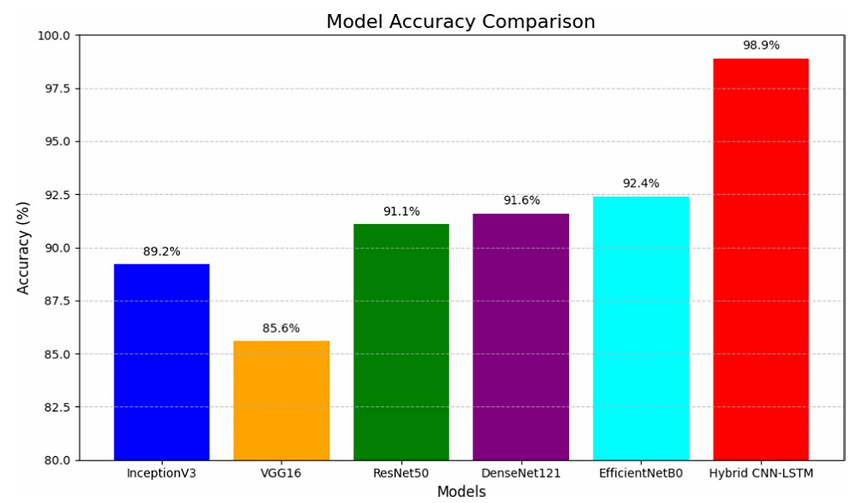 Model Accuracy Comparison
Accuracy (%)
100.0
97.5
95.0
92.5
90.0
87.5
85.0
82.5
80.0
89.2%
85.6%
91.1%
91.6%
92.4%
98.9%
InceptionV3
VGG16
ResNet50
DenseNet121
EfficientNetB0
Hybrid CNN-LSTM
Models